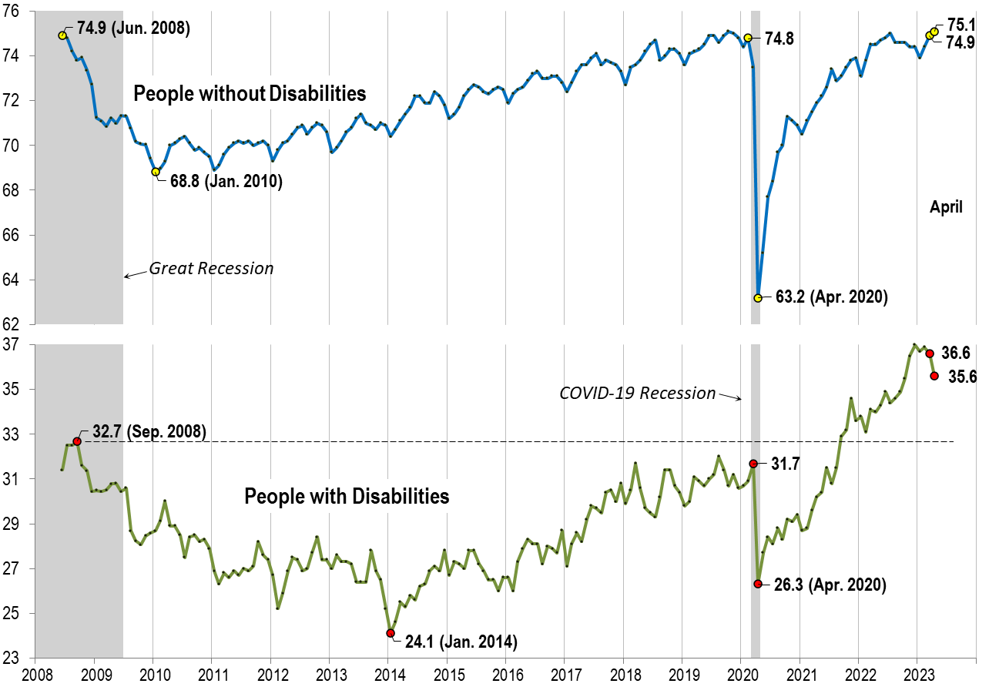 76
74
72
70
68
66
64
62
74.9 (Jun. 2008)
People without Disabilities
68.8 (Jan. 2010)
Great Recession
74.8
63.2 (Apr. 2020)
75.1
74.9
April
37
35
33
31
29
27
25
23
32.7 (Sep. 2008)
People with Disabilities
24.1 (Jan. 2014)
COVID-19 Recession
31.7
26.3 (Apr. 2020)
36.6
35.6
2008 2009 2010 2011 2012 2013 2014 2015 2016 2017 2018 2019 2020 2021 2022 2023